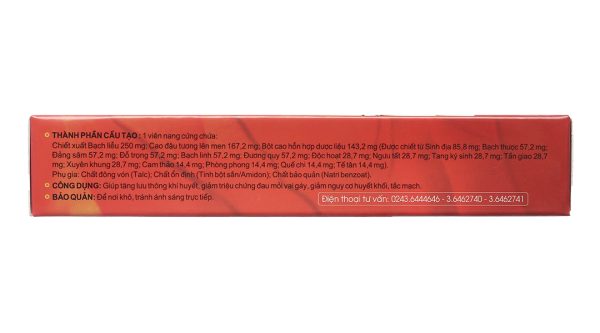 THÀNH PHẦN CẤU TẠO: 1 viên nang cứng chứa:
Chiết xuất Bạch liễu 250 mg; Cao đậu tương lên men 167,2 mg; Bột cao hỗn hợp dược liệu 143,2 mg (Được chiết từ Sinh địa 85,8 mg; Bạch thược 57,2 mg;
Đảng sâm 57,2 mg; Đỗ trọng 57,2 mg; Bạch linh 57,2 mg; Đương quy 57,2 mg; Độc hoạt 28,7 mg; Ngưu tất 28,7 mg; Tang ký sinh 28,7 mg; Tần giao 28,7
mg; Xuyên khung 28,7 mg; Cam thảo 14,4 mg; Phòng phong 14,4 mg; Quế chi 14,4 mg; Tế tân 14,4 mg).
Phụ gia: Chất độn vón (Talc); Chất ổn định (Tinh bột sắn/Amidon); Chất bảo quản (Natri benzoat).
CÔNG DỤNG: Giúp tăng lưu thông khí huyết, giảm triệu chứng đau mỏi vai gáy, giảm nguy cơ huyết khối, tắc mạch.
BẢO QUẢN: Để nơi khô, tránh ánh sáng trực tiếp.
Điện thoại tư vấn: 0243.6444646 - 3.6462740 - 3.6462741